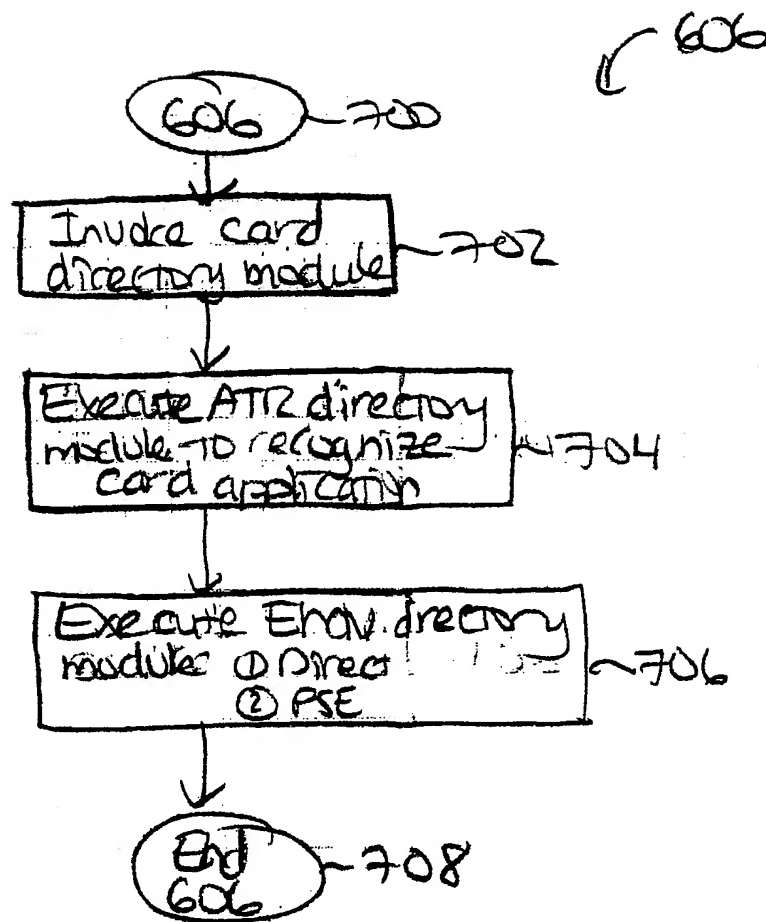 606
606 ~700
Invoke card
directory module ~702
Execute ATR directory
module to recognize ~704
card application
Execute EMV directory
module: ① Direct ~706
② PSE
End ~708
606